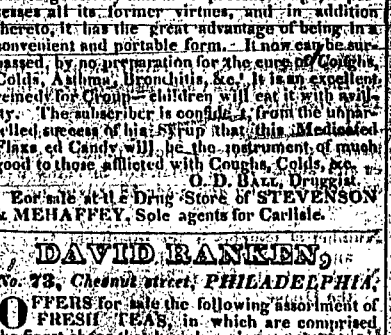 sesses all its former virtues, and in addition
thereto, it has the great advantage of being in a
convenient and portable form. It now can be sur-
passed, by no preparation for the cure of Coughs,
Colds, Asthma, Bronchitis, &c. It is an excellent
remedy for Croup—children will eat it with avid-
ty. The subscriber is confide t, from the unpar-
elled success of his Syrup that this Medicated
Flaxs ed Candy will be the instrument of much
good to those afflicted with Coughs, Colds, &c.
O. D. BALL, Druggist.
For sale at the Drug Store of STEVENSON
& MEHAFFEY, Sole agents for Carlisle.
DAVID RANKEN,
No. 73, Chesnut street, PHILADELPHIA,
OFFERS for sale the following assortment of
FRESH TEAS, in which are comprised